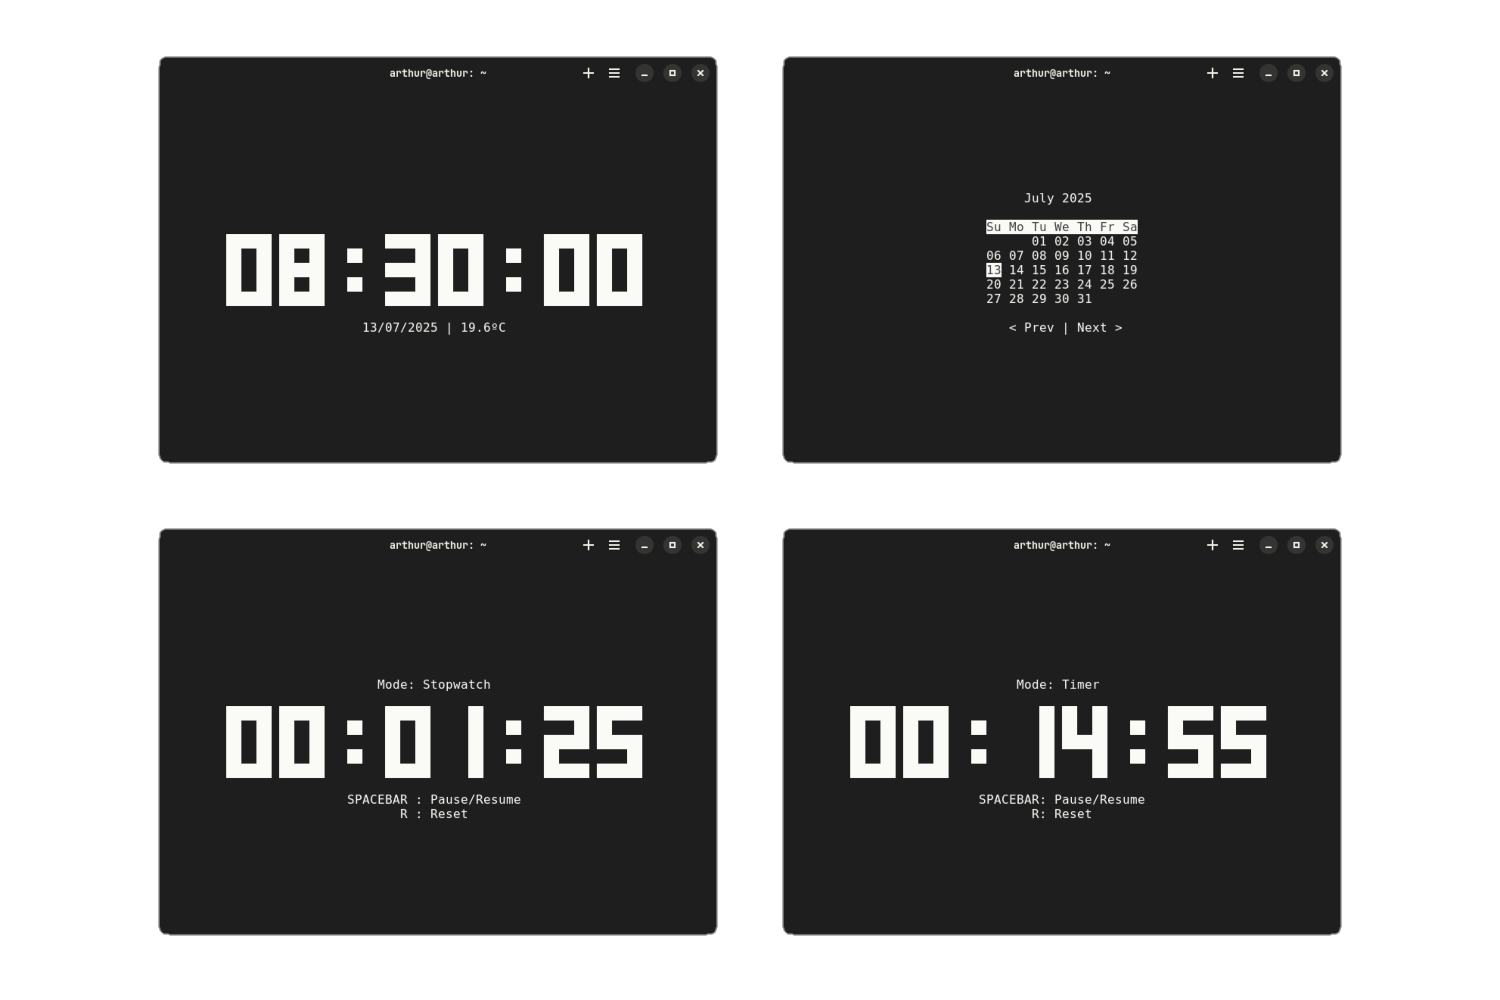 arthur@arthur: ~
08:30:00
13/07/2025 | 19.6ºC
arthur@arthur: ~
July 2025
Su Mo Tu We Th Fr Sa
01 02 03 04 05
06 07 08 09 10 11 12
13 14 15 16 17 18 19
20 21 22 23 24 25 26
27 28 29 30 31
< Prev | Next >
arthur@arthur: ~
Mode: Stopwatch
00:01:25
SPACEBAR : Pause/Resume
R : Reset
arthur@arthur: ~
Mode: Timer
00:14:55
SPACEBAR: Pause/Resume
R: Reset